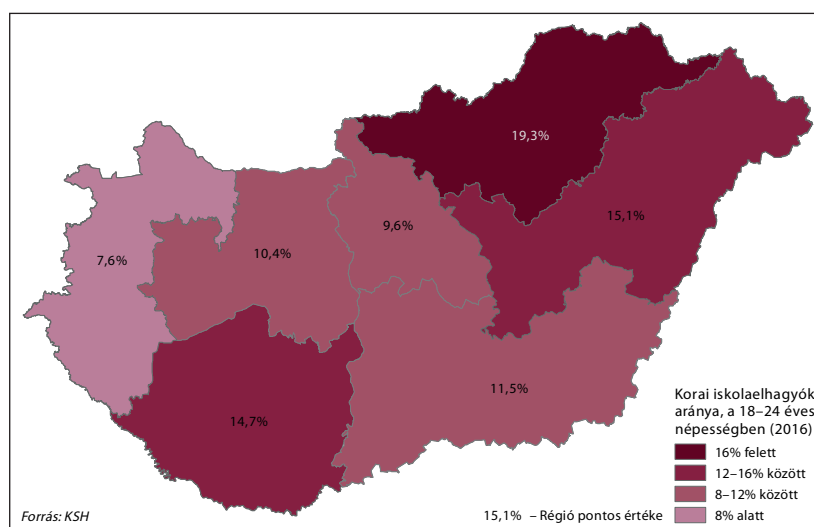 19,3%
15,1%
9,6%
10,4%
7,6%
11,5%
14,7%
Korai iskolaelhagyók
aránya, a 18–24 éves
népességben (2016)
16% felett
12–16% között
8–12% között
8% alatt
15,1% – Régió pontos értéke
Forrás: KSH